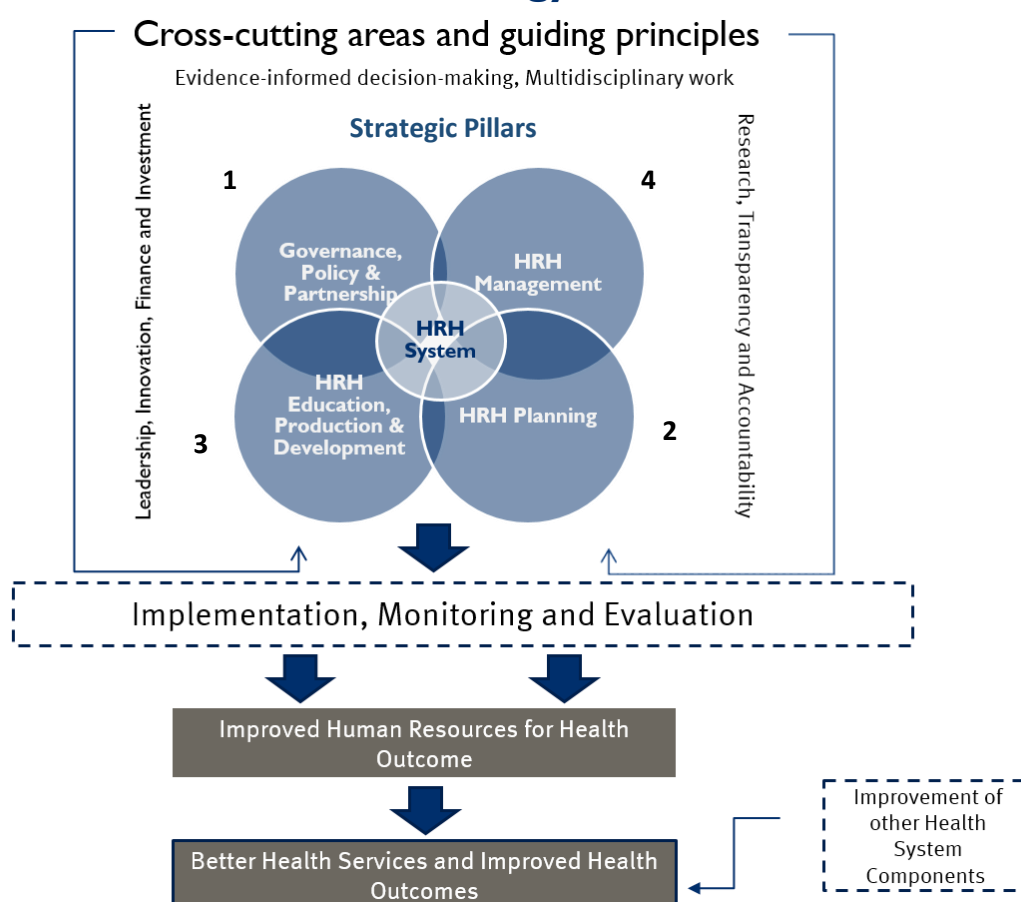 Cross-cutting areas and guiding principles
Evidence-informed decision-making, Multidisciplinary work
Leadership, Innovation, Finance and Investment
Research, Transparency and Accountability
Strategic Pillars
1
4
Governance,
Policy &
Partnership
HRH
Management
HRH
System
HRH
Education,
Production &
Development
HRH Planning
3
2
Implementation, Monitoring and Evaluation
Improved Human Resources for Health
Outcome
Improvement of
other Health
System
Components
Better Health Services and Improved Health
Outcomes